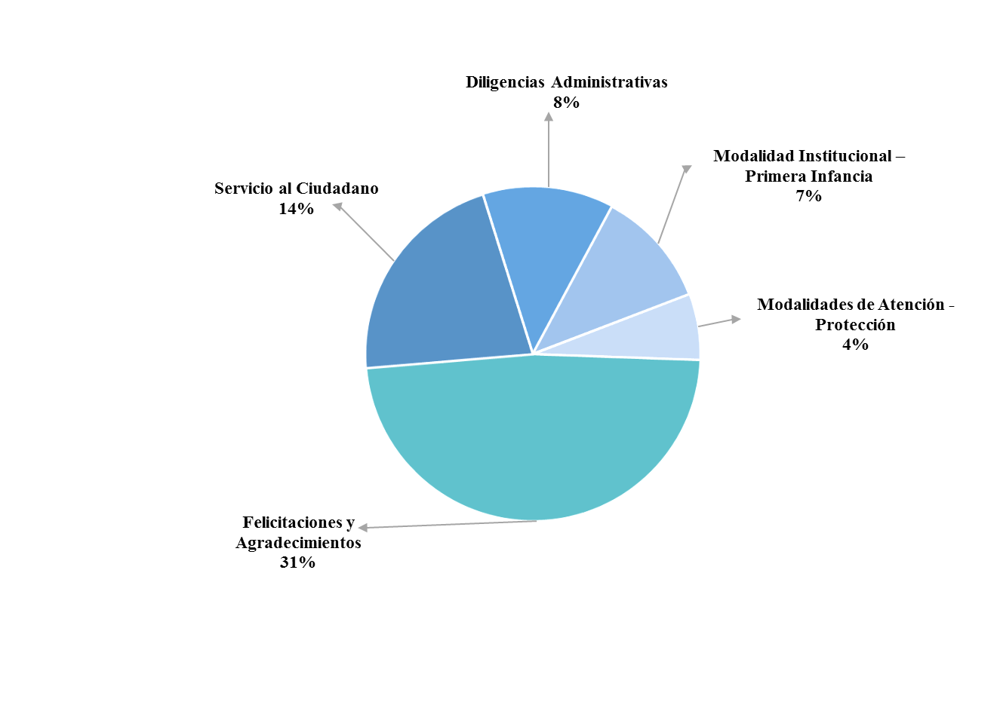 Diligencias Administrativas
8%
Modalidad Institucional –
Primera Infancia
7%
Servicio al Ciudadano
14%
Modalidades de Atención -
Protección
4%
Felicitaciones y
Agradecimientos
31%